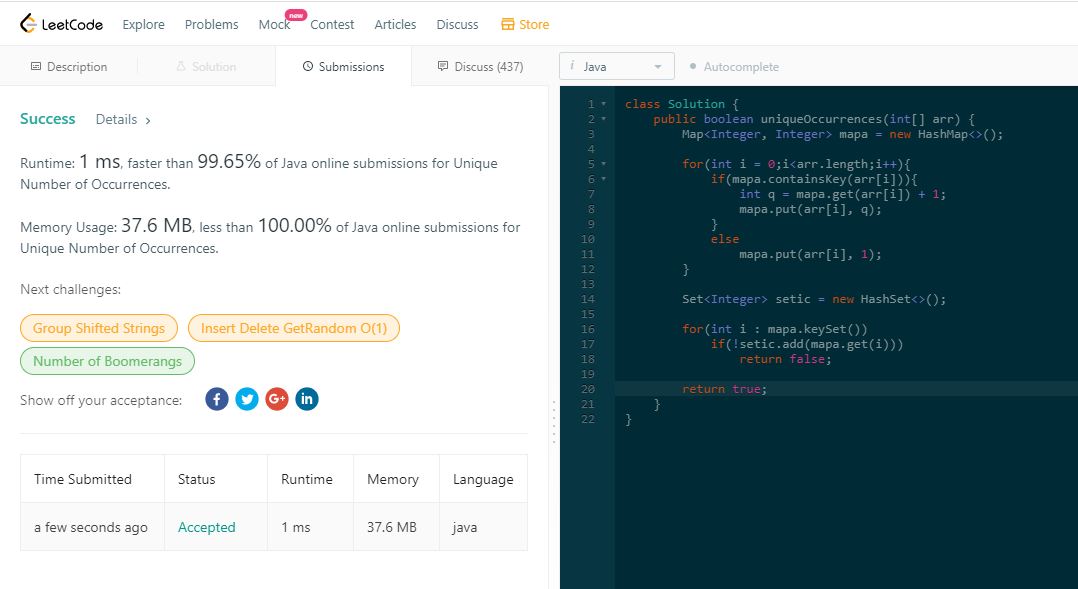 LeetCode Explore Problems Mock new Contest Articles Discuss Store
Description Solution Submissions Discuss (437)
Success Details >
Runtime: 1 ms, faster than 99.65% of Java online submissions for Unique
Number of Occurrences.
Memory Usage: 37.6 MB, less than 100.00% of Java online submissions for
Unique Number of Occurrences.
Next challenges:
Group Shifted Strings Insert Delete GetRandom O(1)
Number of Boomerangs
Show off your acceptance: f G+ in
Time Submitted Status Runtime Memory Language
a few seconds ago Accepted 1 ms 37.6 MB java
i Java Autocomplete
1 class Solution {
2 public boolean uniqueOccurrences(int[] arr) {
3 Map<Integer, Integer> mapa = new HashMap<>();
4
5 for(int i = 0;i<arr.length;i++){
6 if(mapa.containsKey(arr[i])){
7 int q = mapa.get(arr[i]) + 1;
8 mapa.put(arr[i], q);
9 }
10 else
11 mapa.put(arr[i], 1);
12 }
13
14 Set<Integer> setic = new HashSet<>();
15
16 for(int i : mapa.keySet())
17 if(!setic.add(mapa.get(i)))
18 return false;
19
20 return true;
21 }
22 }